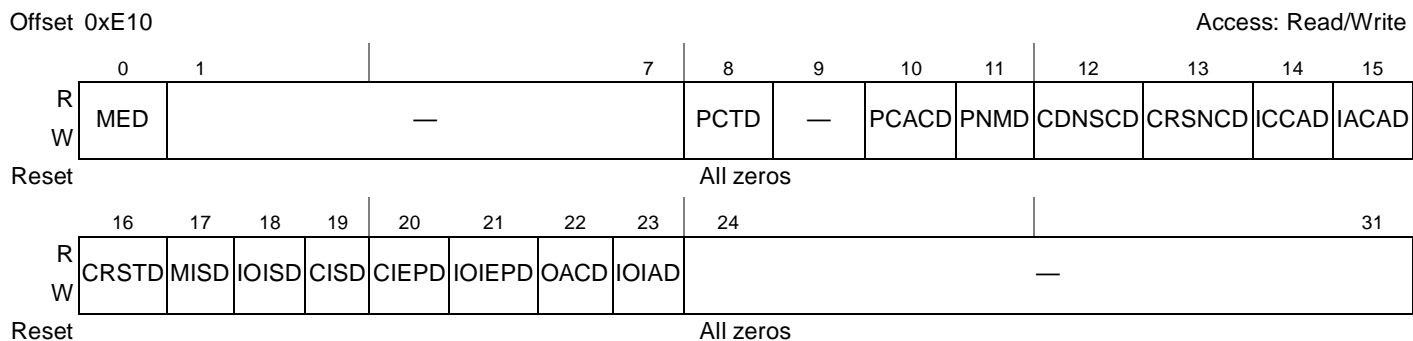 Offset 0xE10 Access: Read/Write
0 1 7 8 9 10 11 12 13 14 15
R
W
MED — PCTD — PCACD PNMD CDNSCD CRSNCD ICCAD IACAD
Reset All zeros
16 17 18 19 20 21 22 23 24 31
R
W
CRSTD MISD IOISD CISD CIEPD IOIEPD OACD IOIAD —
Reset All zeros